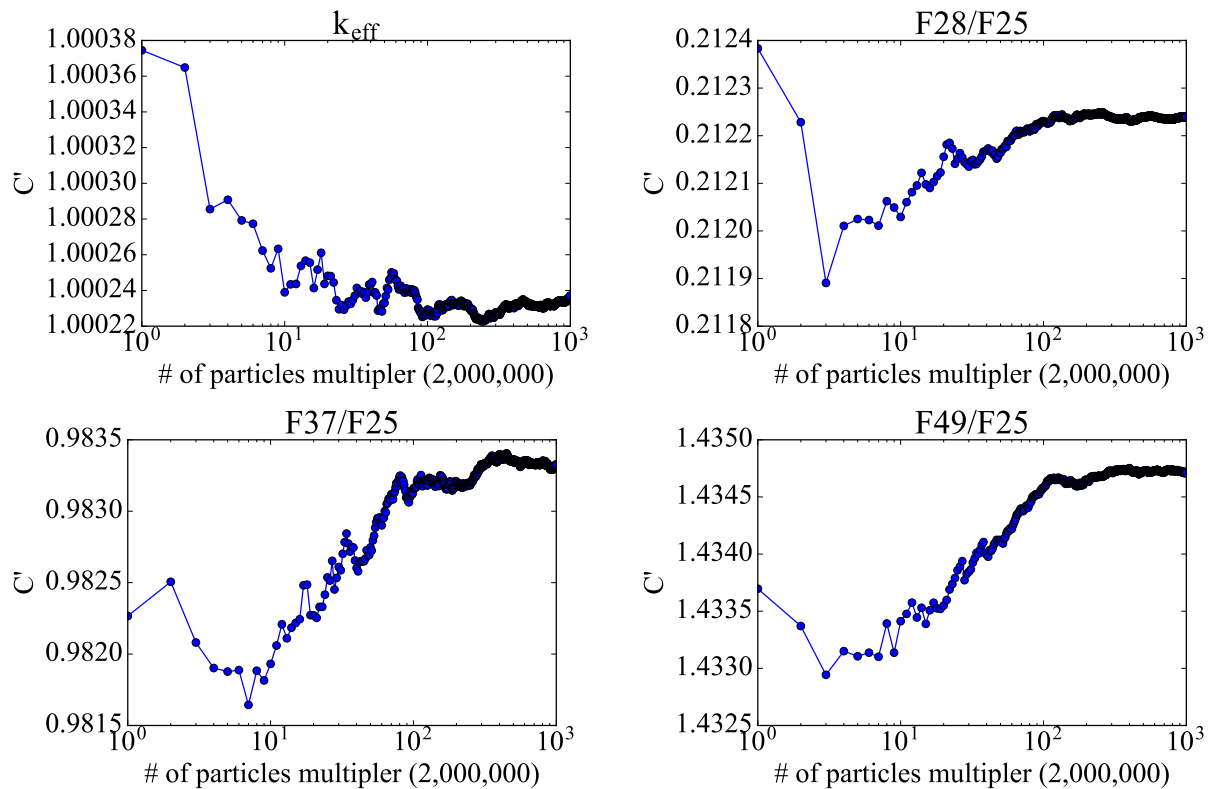 k_eff
1.00038
1.00036
1.00034
1.00032
1.00030
1.00028
1.00026
1.00024
1.00022
C'
10^0 10^1 10^2 10^3
# of particles multipler (2,000,000)
F28/F25
0.2124
0.2123
0.2122
0.2121
0.2120
0.2119
0.2118
C'
10^0 10^1 10^2 10^3
# of particles multipler (2,000,000)
F37/F25
0.9835
0.9830
0.9825
0.9820
0.9815
C'
10^0 10^1 10^2 10^3
# of particles multipler (2,000,000)
F49/F25
1.4350
1.4345
1.4340
1.4335
1.4330
1.4325
C'
10^0 10^1 10^2 10^3
# of particles multipler (2,000,000)